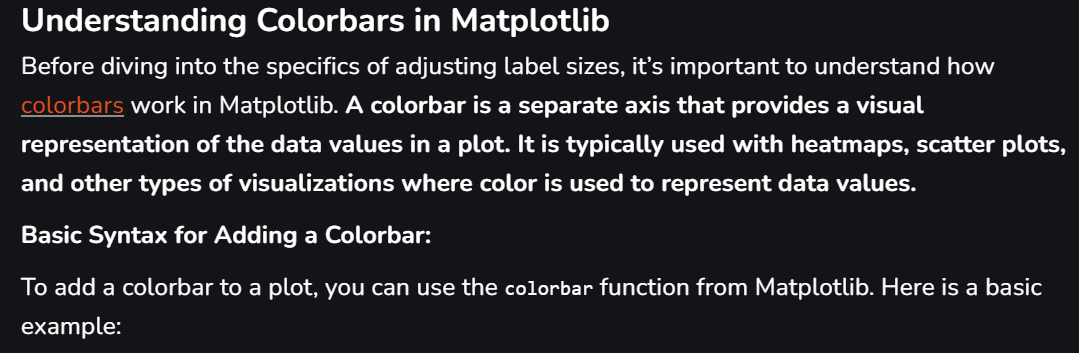 Understanding Colorbars in Matplotlib
Before diving into the specifics of adjusting label sizes, it’s important to understand how
colorbars work in Matplotlib. A colorbar is a separate axis that provides a visual
representation of the data values in a plot. It is typically used with heatmaps, scatter plots,
and other types of visualizations where color is used to represent data values.
Basic Syntax for Adding a Colorbar:
To add a colorbar to a plot, you can use the colorbar function from Matplotlib. Here is a basic
example: